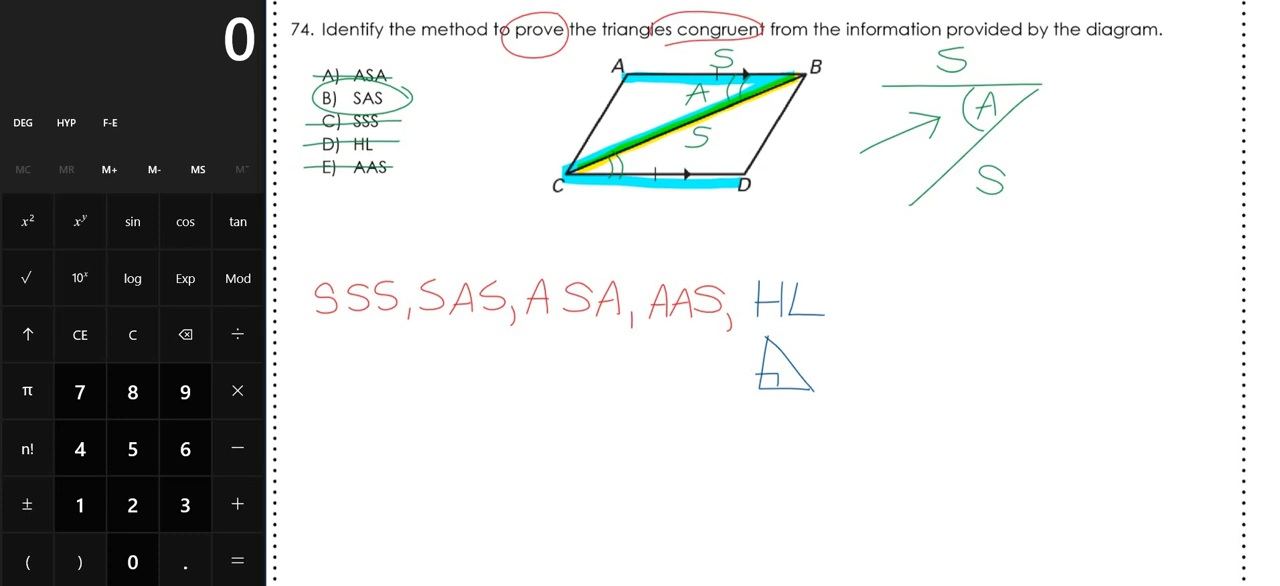 0
74. Identify the method to prove the triangles congruent from the information provided by the diagram.
A) ASA
B) SAS
C) SSS
D) HL
E) AAS
A S B
A
S
C D
S
A
S
SSS, SAS, ASA, AAS, HL
DEG HYP F-E
MC MR M+ M- MS M˅
x² xʸ sin cos tan
√ 10ˣ log Exp Mod
↑ CE C ⌫ ÷
π 7 8 9 ×
n! 4 5 6 −
± 1 2 3 +
( ) 0 . =